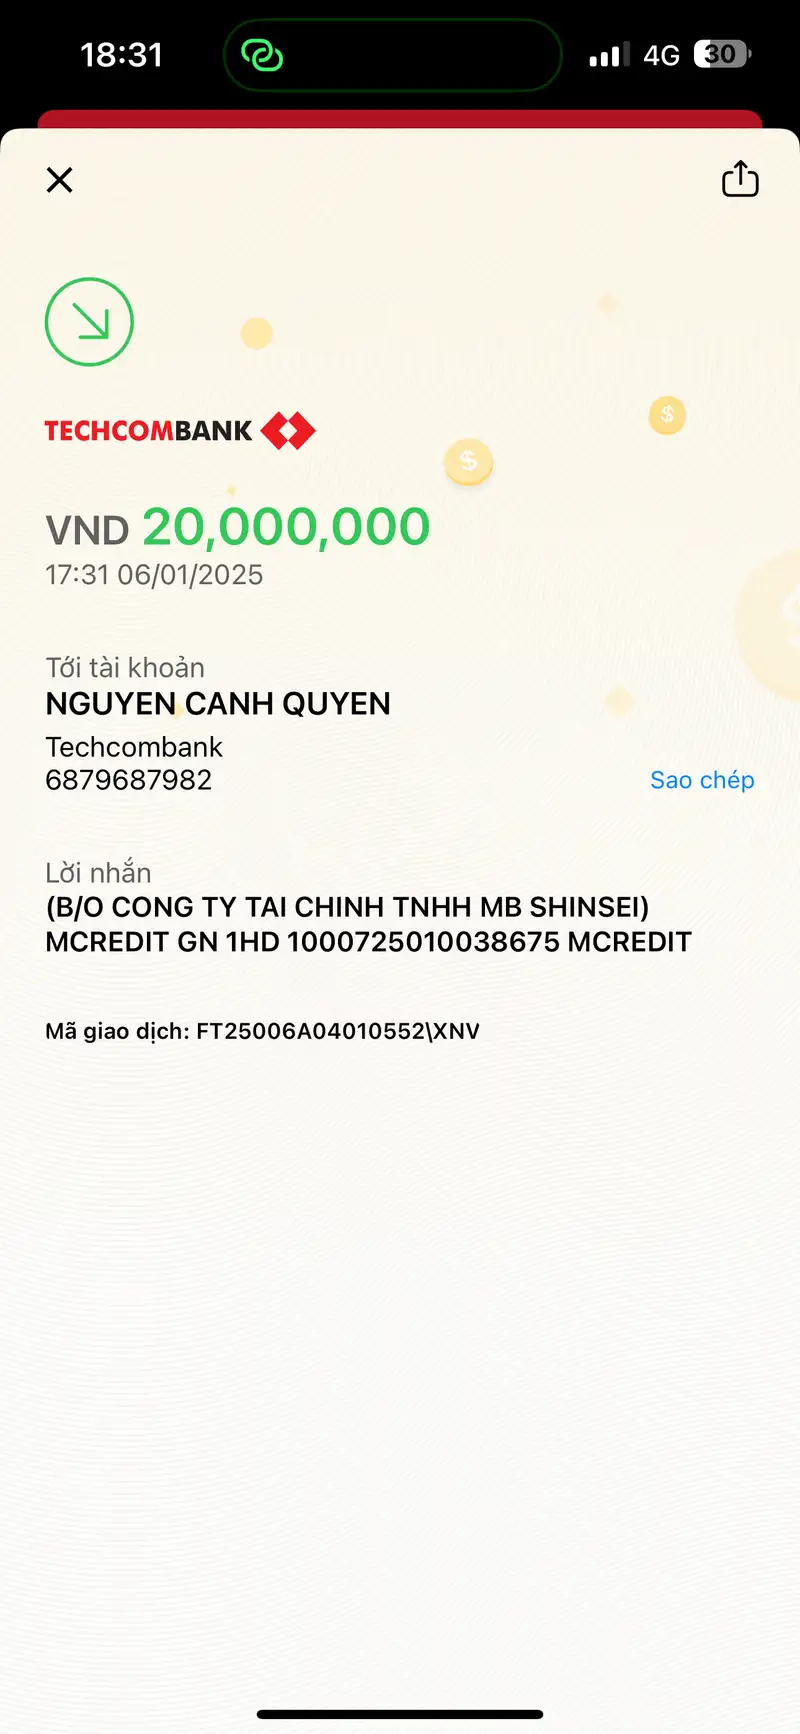 18:31
4G
30
TECHCOMBANK
VND 20,000,000
17:31 06/01/2025
Tới tài khoản
NGUYEN CANH QUYEN
Techcombank
6879687982
Sao chép
Lời nhắn
(B/O CONG TY TAI CHINH TNHH MB SHINSEI)
MCREDIT GN 1HD 1000725010038675 MCREDIT
Mã giao dịch: FT25006A04010552\XNV